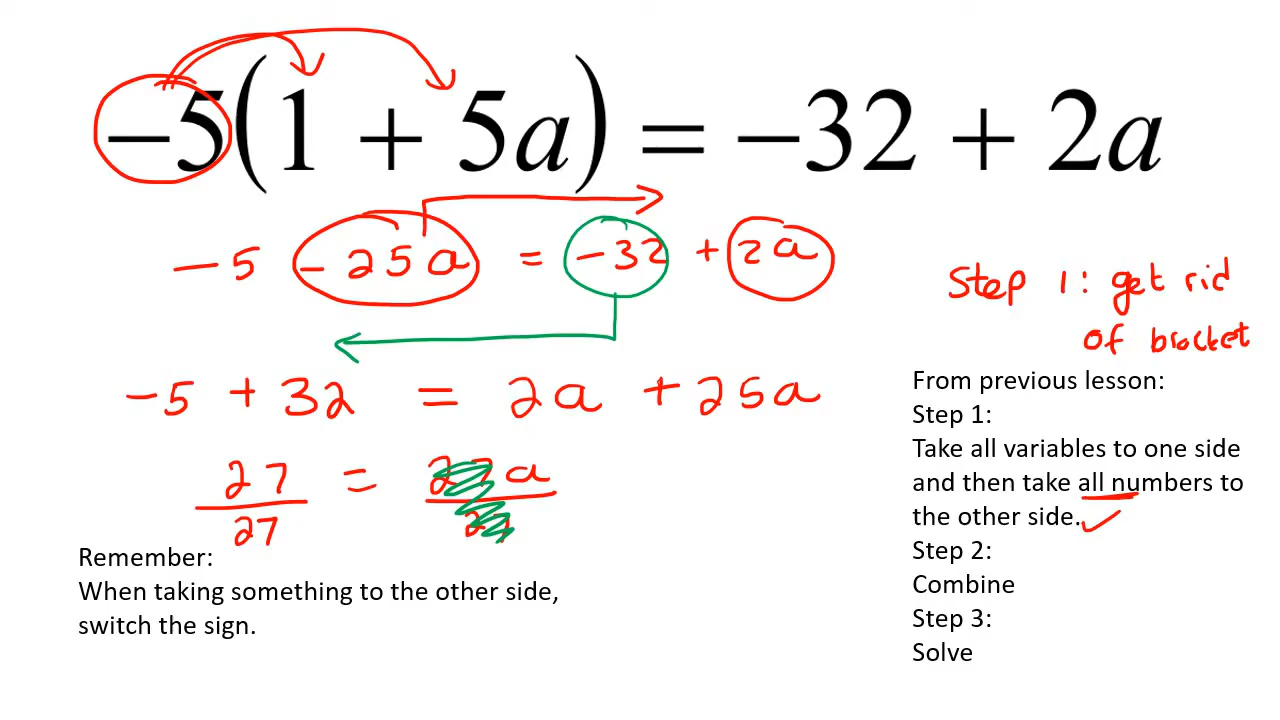 −5(1 + 5a) = −32 + 2a
-5 -25a = -32 + 2a
Step 1: get rid
of bracket
-5 + 32 = 2a + 25a
27 = 27a
27 27
From previous lesson:
Step 1:
Take all variables to one side
and then take all numbers to
the other side.
Step 2:
Combine
Step 3:
Solve
Remember:
When taking something to the other side,
switch the sign.